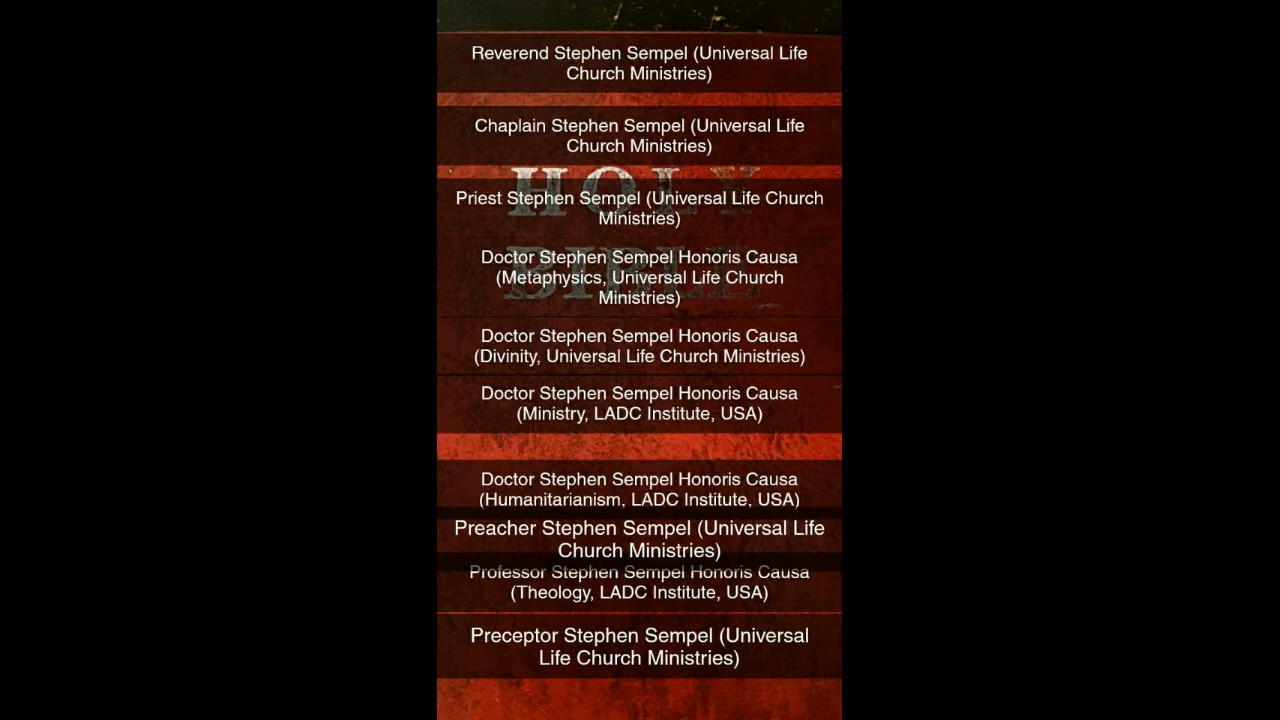 Reverend Stephen Sempel (Universal Life
Church Ministries)
Chaplain Stephen Sempel (Universal Life
Church Ministries)
HOLY
Priest Stephen Sempel (Universal Life Church
Ministries)
BIBLE
Doctor Stephen Sempel Honoris Causa
(Metaphysics, Universal Life Church
Ministries)
Doctor Stephen Sempel Honoris Causa
(Divinity, Universal Life Church Ministries)
Doctor Stephen Sempel Honoris Causa
(Ministry, LADC Institute, USA)
Doctor Stephen Sempel Honoris Causa
(Humanitarianism, LADC Institute, USA)
Preacher Stephen Sempel (Universal Life
Church Ministries)
Professor Stephen Sempel Honoris Causa
(Theology, LADC Institute, USA)
Preceptor Stephen Sempel (Universal
Life Church Ministries)